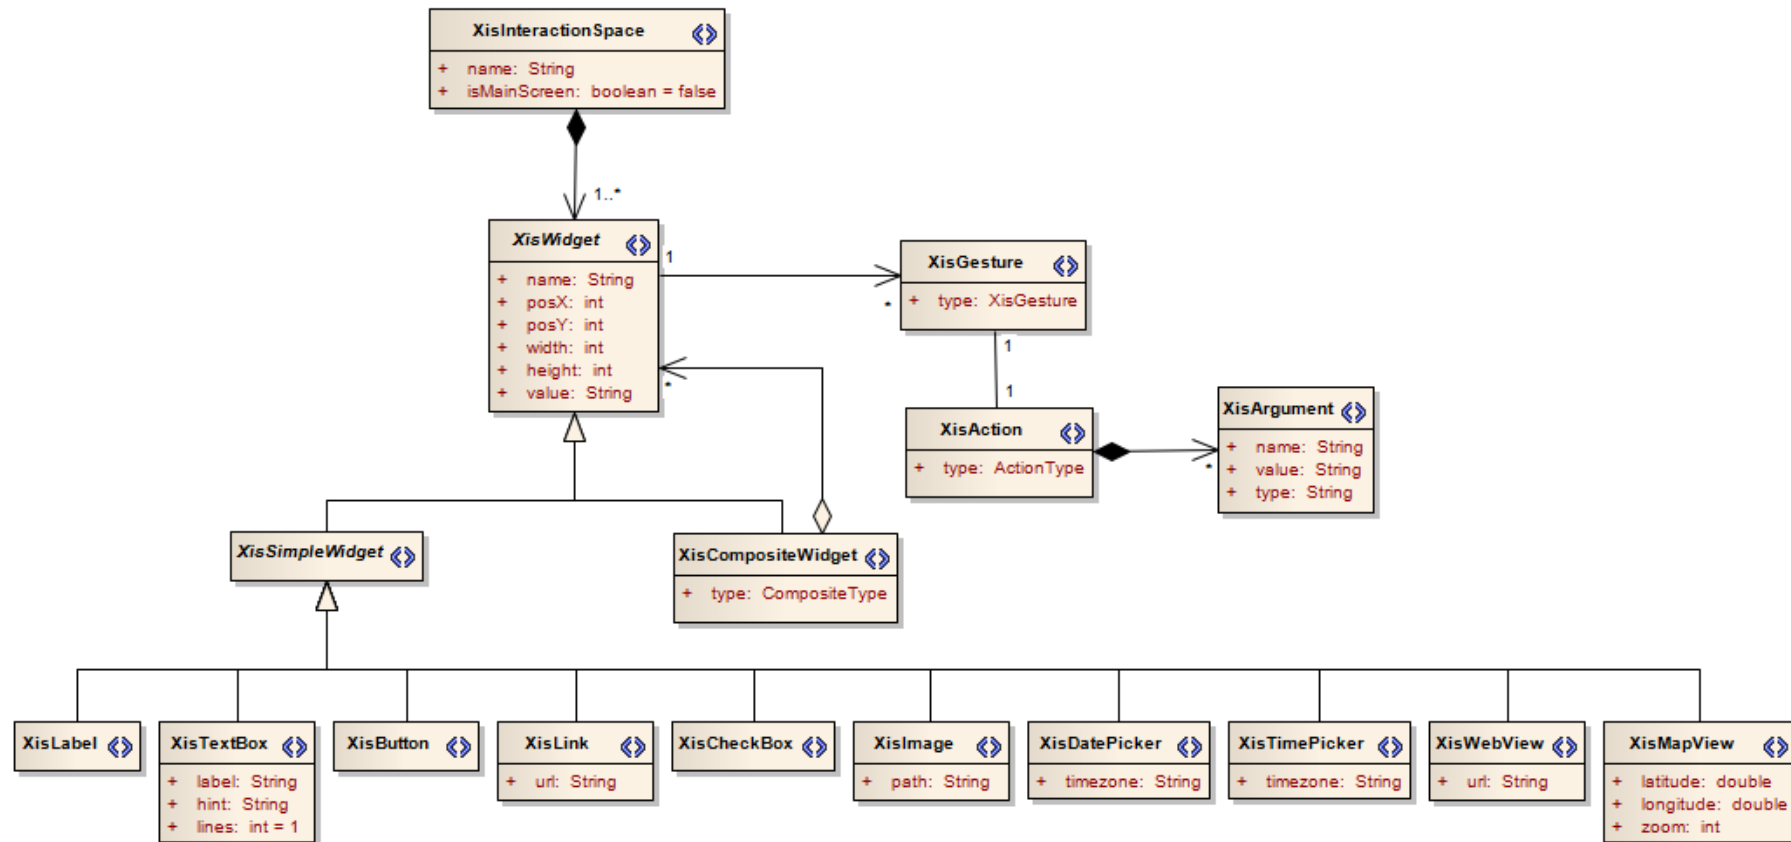 XisInteractionSpace
+ name: String
+ isMainScreen: boolean = false
1..*
XisWidget
+ name: String
+ posX: int
+ posY: int
+ width: int
+ height: int
+ value: String
1
*
XisGesture
+ type: XisGesture
1
1
*
XisAction
+ type: ActionType
*
XisArgument
+ name: String
+ value: String
+ type: String
XisSimpleWidget
XisCompositeWidget
+ type: CompositeType
XisLabel
XisTextBox
+ label: String
+ hint: String
+ lines: int = 1
XisButton
XisLink
+ url: String
XisCheckBox
XisImage
+ path: String
XisDatePicker
+ timezone: String
XisTimePicker
+ timezone: String
XisWebView
+ url: String
XisMapView
+ latitude: double
+ longitude: double
+ zoom: int